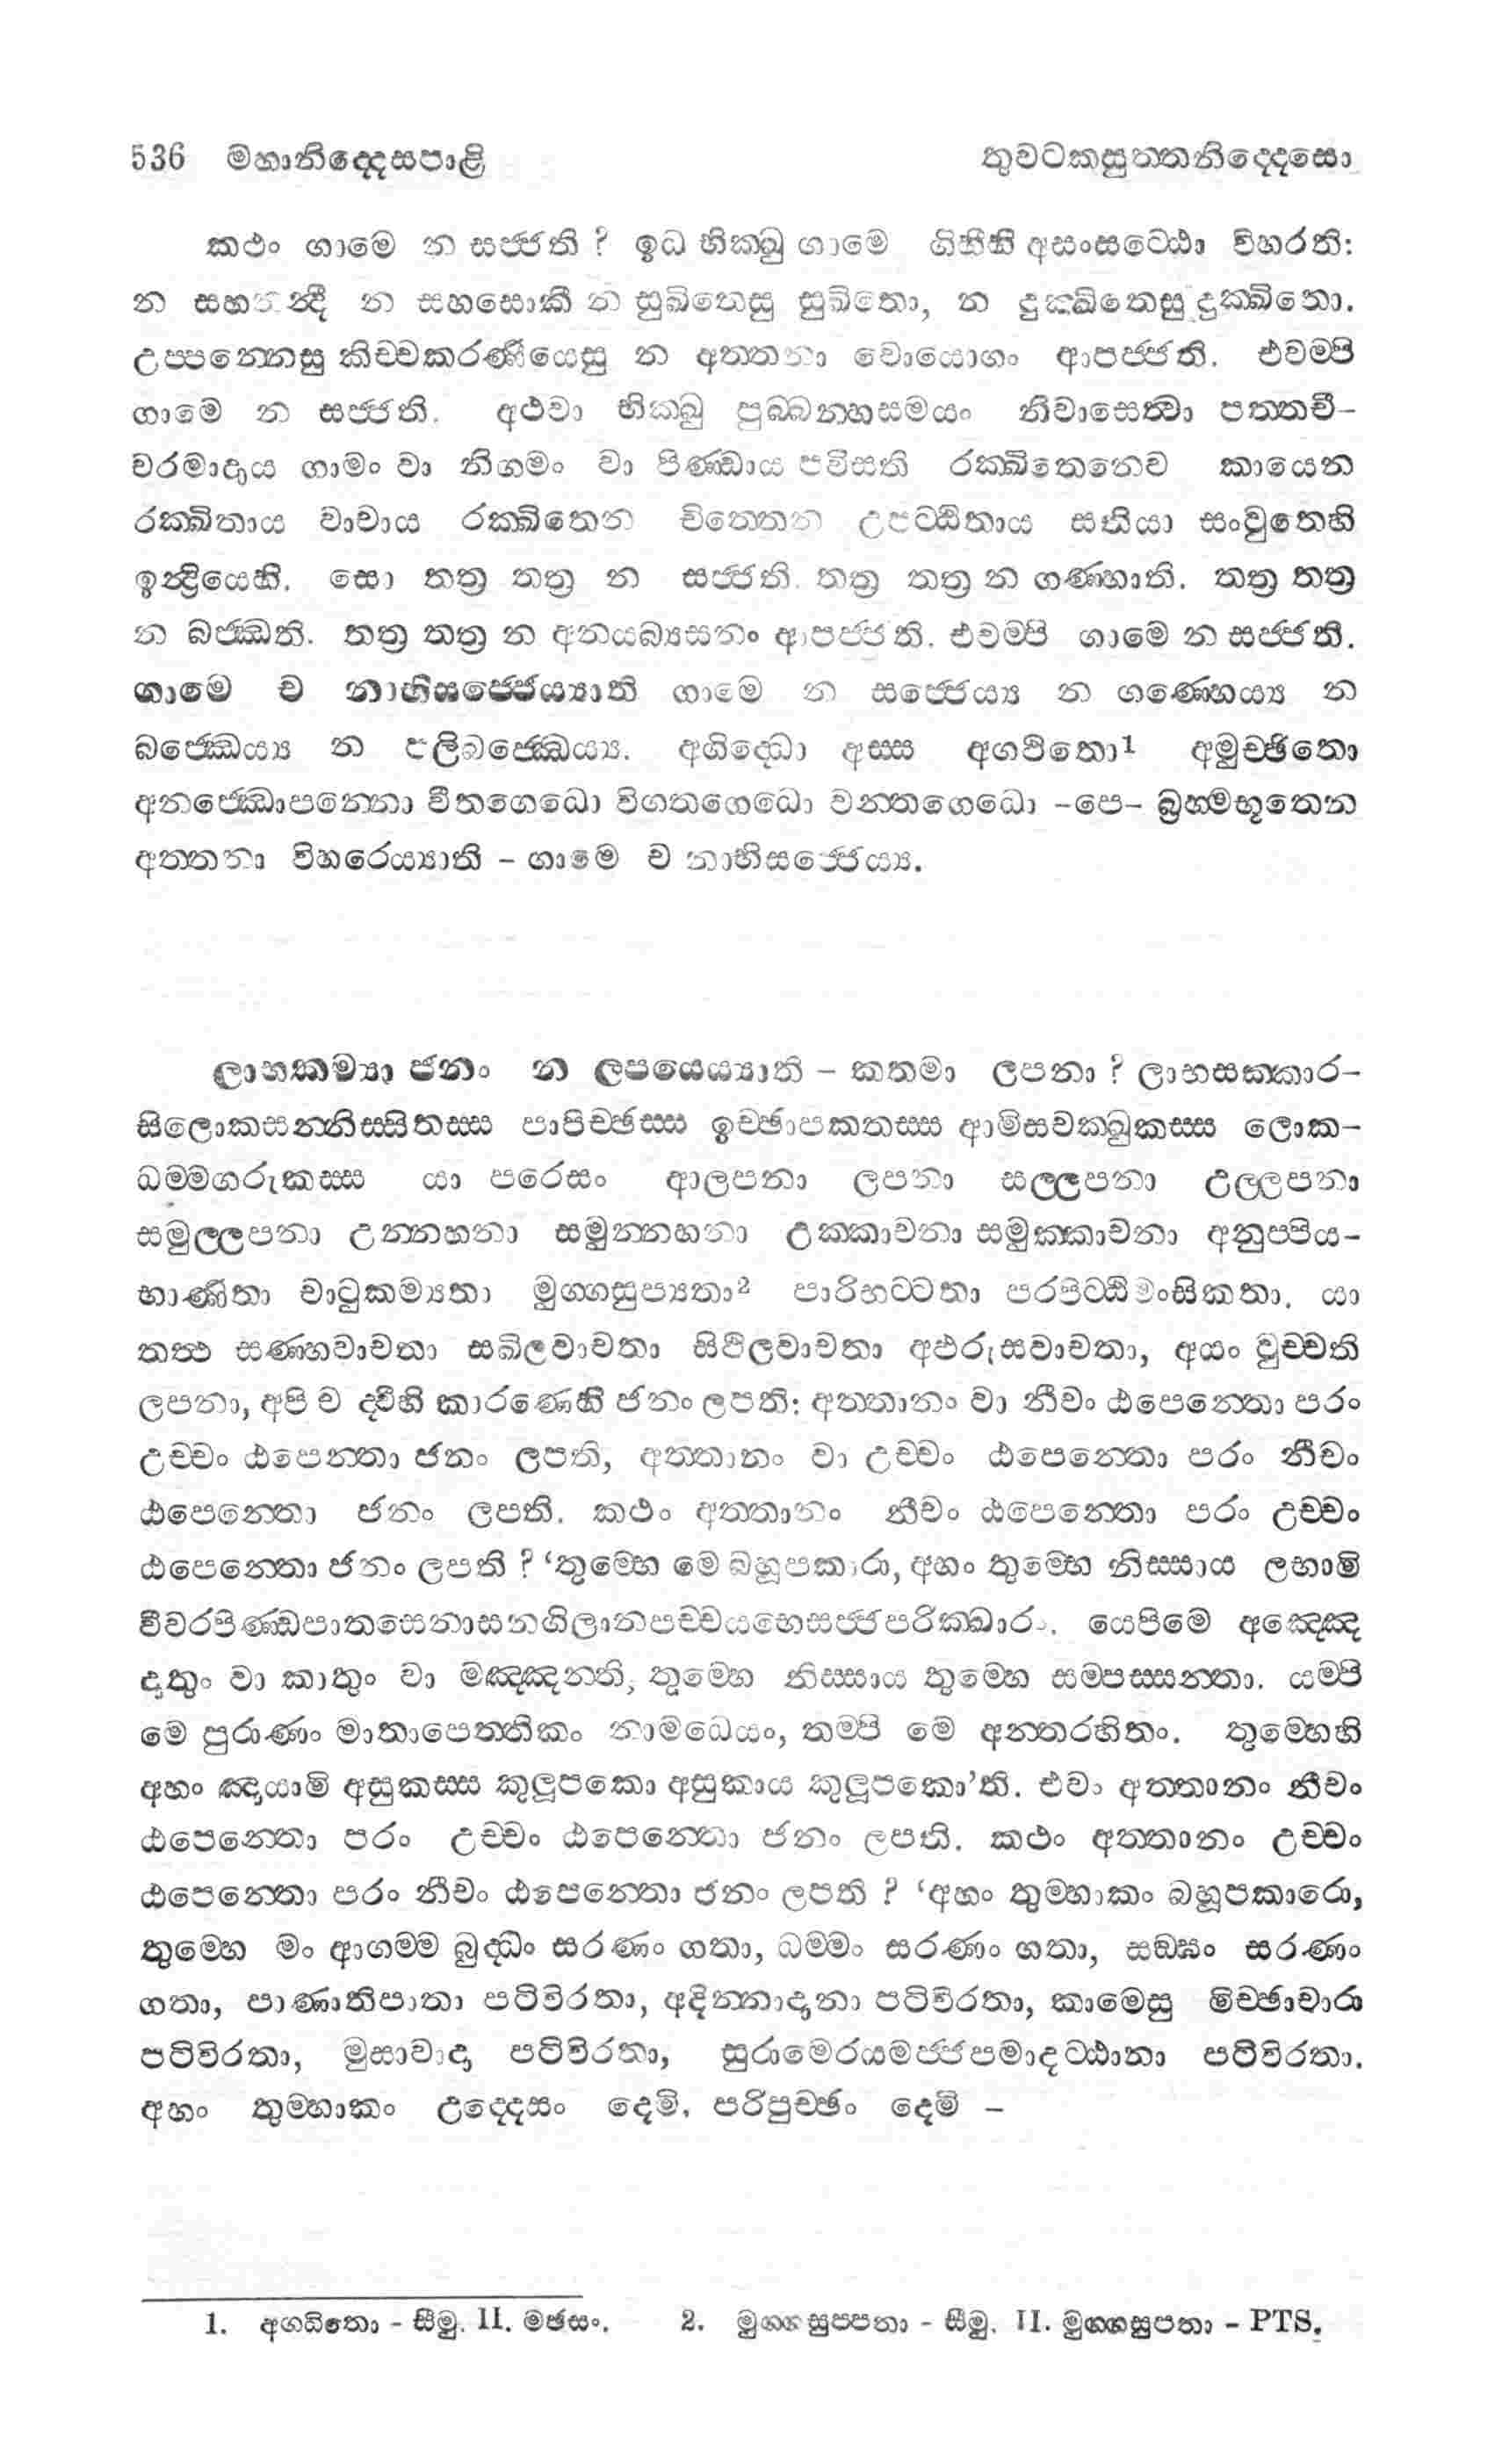 536 මහානිද්දෙසපාළි තුවටකසුත්තනිද්දෙසො
කථං ගාමෙ න සජ්ජති ? ඉධ භික්ඛු ගාමෙ ගිහීහි අසංසට්ඨො විහරති:
න සහනන්දී න සහසොකී න සුඛිතෙසු සුඛිතො, න දුක්ඛිතෙසු දුක්ඛිතො.
උප්පන්නෙසු කිච්චකරණීයෙසු න අත්තනා වොයොගං ආපජ්ජති. එවම්පි
ගාමෙ න සජ්ජති. අථවා භික්ඛු පුබ්බන්හසමයං නිවාසෙත්වා පත්තචී-
වරමාදාය ගාමං වා නිගමං වා පිණ්ඩාය පවිසති රක්ඛිතෙනෙව කායෙන
රක්ඛිතාය වාචාය රක්ඛිතෙන චිත්තෙන උපට්ඨිතාය සතියා සංවුතෙහි
ඉන්ද්‍රියෙහි. සො තත්‍ර තත්‍ර න සජ්ජති. තත්‍ර තත්‍ර න ගණ්හාති. තත්‍ර තත්‍ර
න බජ්ඣති. තත්‍ර තත්‍ර න අනයබ්‍යසනං ආපජ්ජති. එවම්පි ගාමෙ න සජ්ජති.
ගාමෙ ච නාභිසජ්ජෙය්‍යාති ගාමෙ න සජ්ජෙය්‍ය න ගණ්හෙය්‍ය න
බජ්ඣෙය්‍ය න පලිබජ්ඣෙය්‍ය. අගිද්ධො අස්ස අගථිතො1 අමුච්ඡිතො
අනජ්ඣොපන්නො වීතගෙධො විගතගෙධො වන්තගෙධො -පෙ- බ්‍රහ්මභූතෙන
අත්තනා විහරෙය්‍යාති - ගාමෙ ච නාභිසජ්ජෙය්‍ය.
ලාභකම්‍යා ජනං න ලපයෙය්‍යාති - කතමා ලපනා ? ලාභසක්කාර-
සිලොකසන්නිස්සිතස්ස පාපිච්ඡස්ස ඉච්ඡාපකතස්ස ආමිසචක්ඛුකස්ස ලොක-
ධම්මගරුකස්ස යා පරෙසං ආලපනා ලපනා සල්ලපනා උල්ලපනා
සමුල්ලපනා උන්නහනා සමුන්නහනා උක්කාචනා සමුක්කාචනා අනුප්පිය-
භාණිතා චාටුකම්‍යතා මුග්ගසුප්‍යතා2 පාරිභට්ටතා පරපිට්ඨිමංසිකතා. යා
තත්ථ සණ්හවාචතා සඛිලවාචතා සිථිලවාචතා අඵරුසවාචතා, අයං වුච්චති
ලපනා, අපි ච ද්වීහි කාරණෙහි ජනං ලපති: අත්තානං වා නීචං ඨපෙන්තො පරං
උච්චං ඨපෙන්තො ජනං ලපති, අත්තානං වා උච්චං ඨපෙන්තො පරං නීචං
ඨපෙන්තො ජනං ලපති. කථං අත්තානං නීචං ඨපෙන්තො පරං උච්චං
ඨපෙන්තො ජනං ලපති ? ‘තුම්හෙ මෙ බහූපකාරා, අහං තුම්හෙ නිස්සාය ලභාමි
චීවරපිණ්ඩපාතසෙනාසනගිලානපච්චයභෙසජ්ජපරික්ඛාරං. යෙපිමෙ අඤ්ඤෙ
දාතුං වා කාතුං වා මඤ්ඤන්ති, තුම්හෙ නිස්සාය තුම්හෙ සම්පස්සන්තා. යම්පි
මෙ පුරාණං මාතාපෙත්තිකං නාමධෙයං, තම්පි මෙ අන්තරහිතං. තුම්හෙහි
අහං ඤායාමි අසුකස්ස කුලූපකො අසුකාය කුලූපකො’ති. එවං අත්තානං නීචං
ඨපෙන්තො පරං උච්චං ඨපෙන්තො ජනං ලපති. කථං අත්තානං උච්චං
ඨපෙන්තො පරං නීචං ඨපෙන්තො ජනං ලපති ? ‘අහං තුම්හාකං බහූපකාරො,
තුම්හෙ මං ආගම්ම බුද්ධං සරණං ගතා, ධම්මං සරණං ගතා, සඞ්ඝං සරණං
ගතා, පාණාතිපාතා පටිවිරතා, අදින්නාදානා පටිවිරතා, කාමෙසු මිච්ඡාචාරා
පටිවිරතා, මුසාවාදා පටිවිරතා, සුරාමෙරයමජ්ජපමාදට්ඨානා පටිවිරතා.
අහං තුම්හාකං උද්දෙසං දෙමි, පරිපුච්ඡං දෙමි -
1. අගධිතො - සීමු. II. මඡසං. 2. මුග්ගසුප්පතා - සීමු. II. මුග්ගසුපතා - PTS.